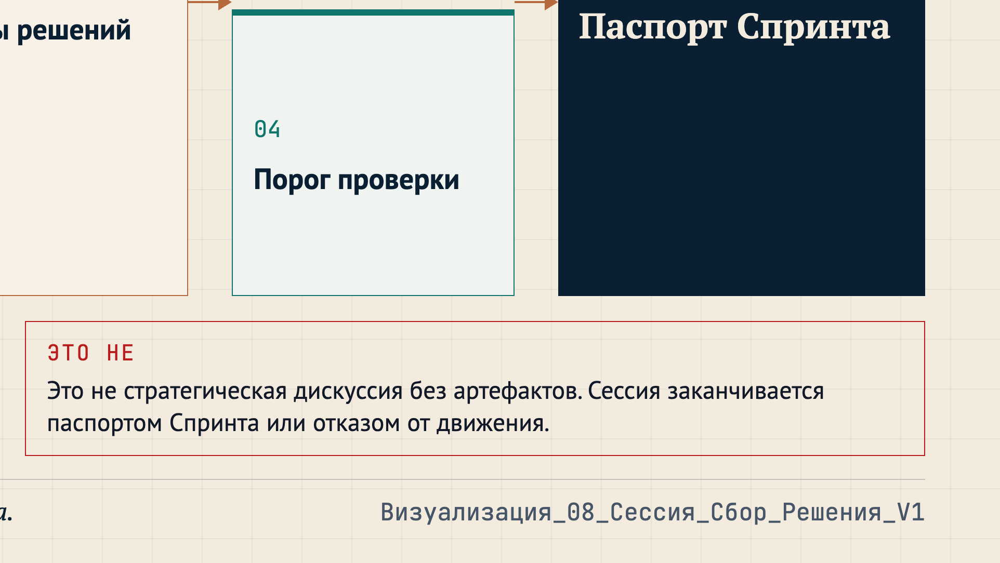 ы решений
04
Порог проверки
Паспорт Спринта
ЭТО НЕ
Это не стратегическая дискуссия без артефактов. Сессия заканчивается
паспортом Спринта или отказом от движения.
а.
Визуализация_08_Сессия_Сбор_Решения_V1